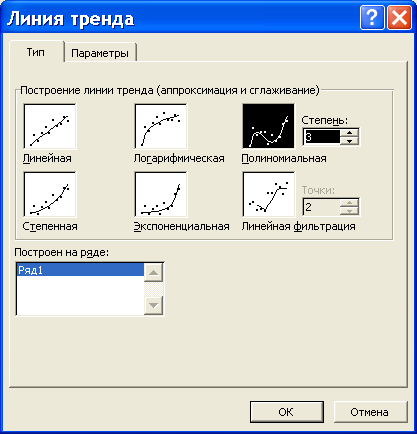 Линия тренда
Тип
Параметры
Построение линии тренда (аппроксимация и сглаживание)
Линейная
Логарифмическая
Полиномиальная
Степень:
3
Степенная
Экспоненциальная
Линейная фильтрация
Точки:
2
Построен на ряде:
Ряд1
ОК
Отмена